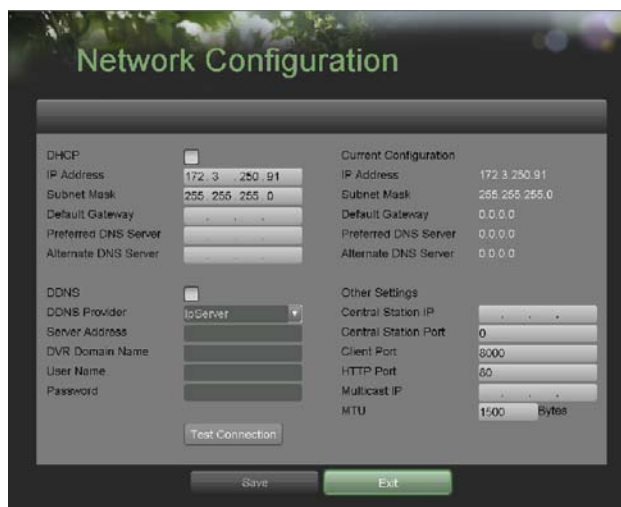 Network Configuration
DHCP
IP Address 172 . 3 . 250 . 91
Subnet Mask 255 . 255 . 255 . 0
Default Gateway . . .
Preferred DNS Server . . .
Alternate DNS Server . . .
Current Configuration
IP Address 172.3.250.91
Subnet Mask 255.255.255.0
Default Gateway 0.0.0.0
Preferred DNS Server 0.0.0.0
Alternate DNS Server 0.0.0.0
DDNS
DDNS Provider IpServer
Server Address
DVR Domain Name
User Name
Password
Test Connection
Other Settings
Central Station IP . . .
Central Station Port 0
Client Port 8000
HTTP Port 80
Multicast IP . . .
MTU 1500 Bytes
Save
Exit